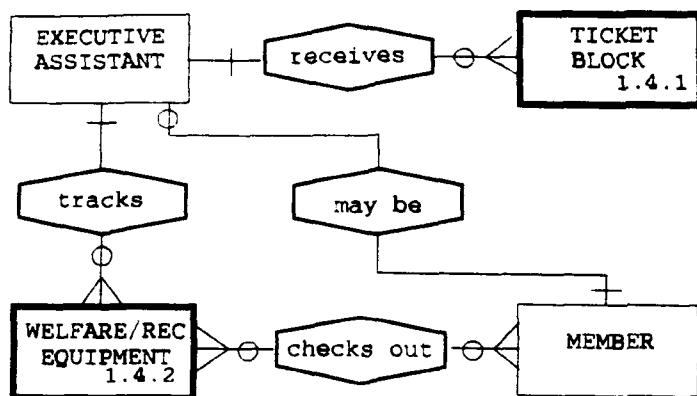 EXECUTIVE
ASSISTANT
receives
TICKET
BLOCK
1.4.1
tracks
may be
WELFARE/REC
EQUIPMENT
1.4.2
checks out
MEMBER